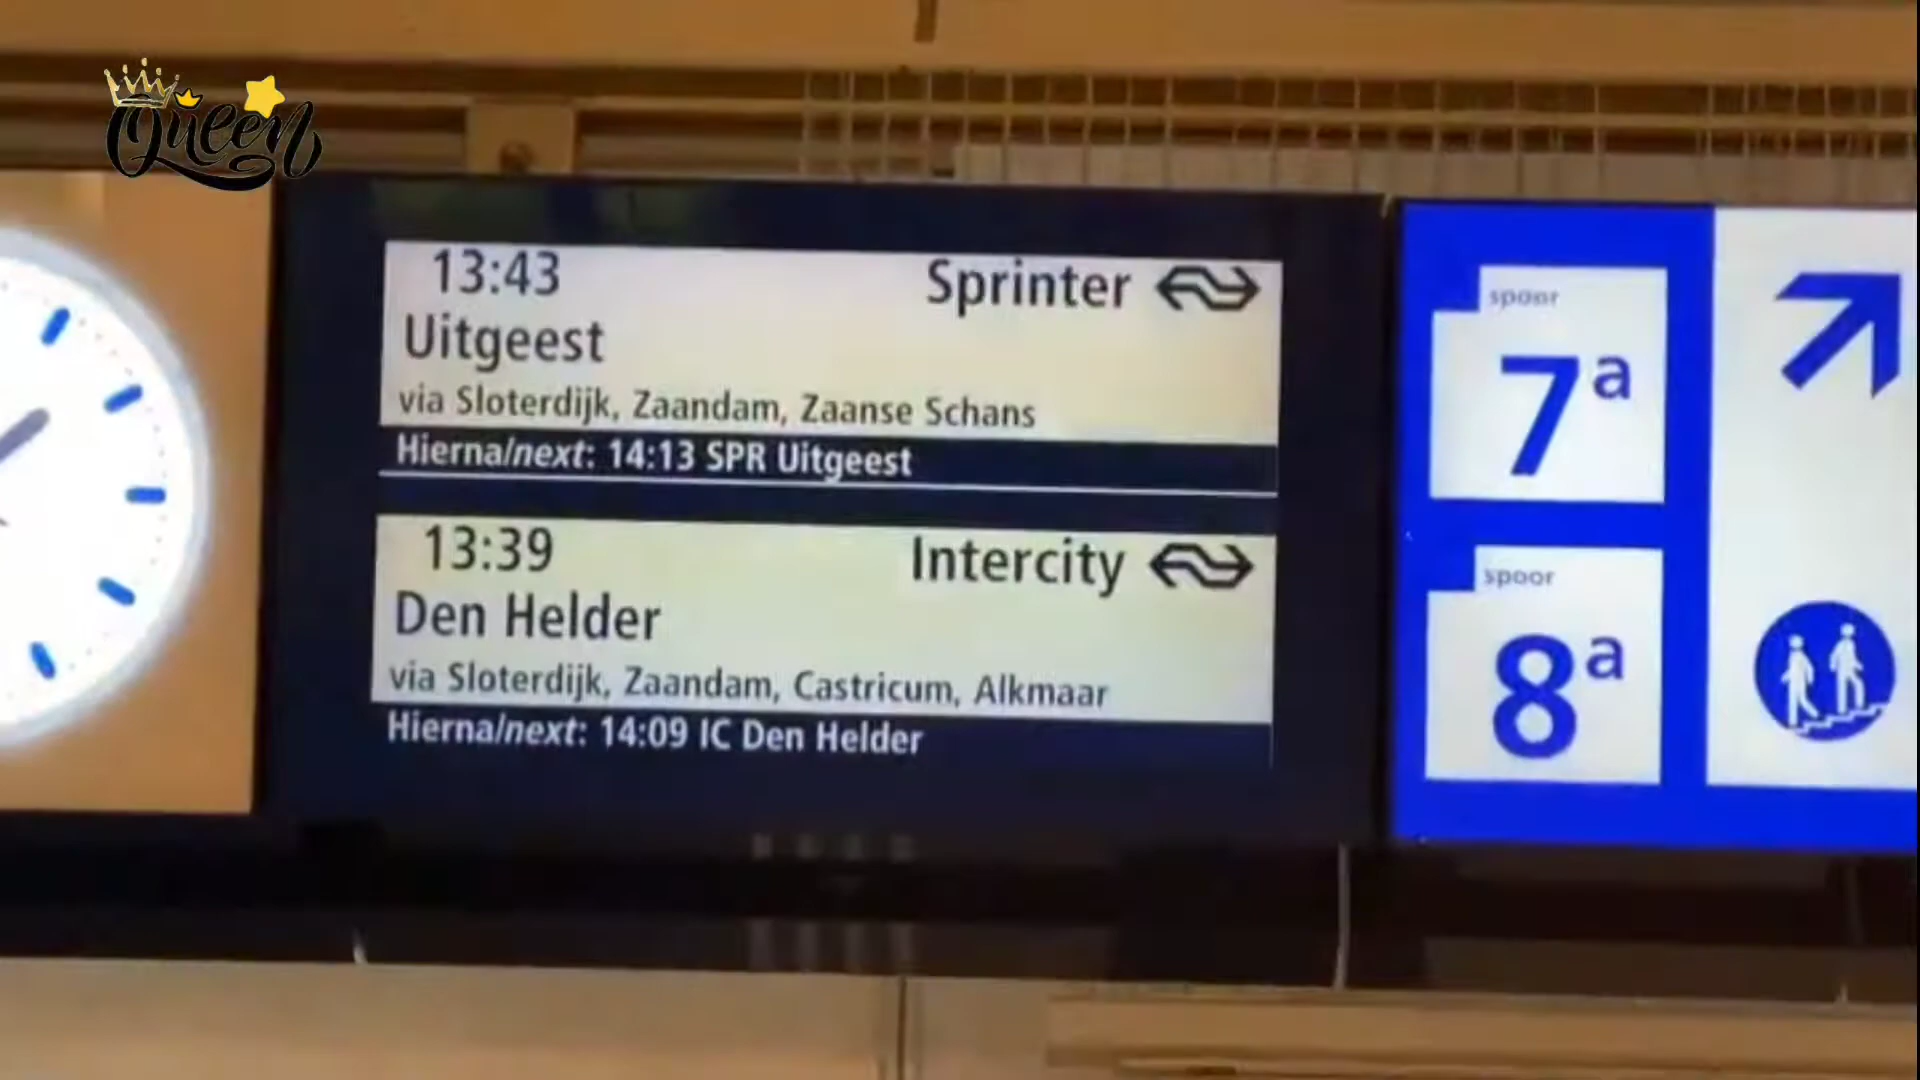 Queen
13:43
Sprinter
Uitgeest
via Sloterdijk, Zaandam, Zaanse Schans
Hierna/next: 14:13 SPR Uitgeest
13:39
Intercity
Den Helder
via Sloterdijk, Zaandam, Castricum, Alkmaar
Hierna/next: 14:09 IC Den Helder
spoor
7a
spoor
8a